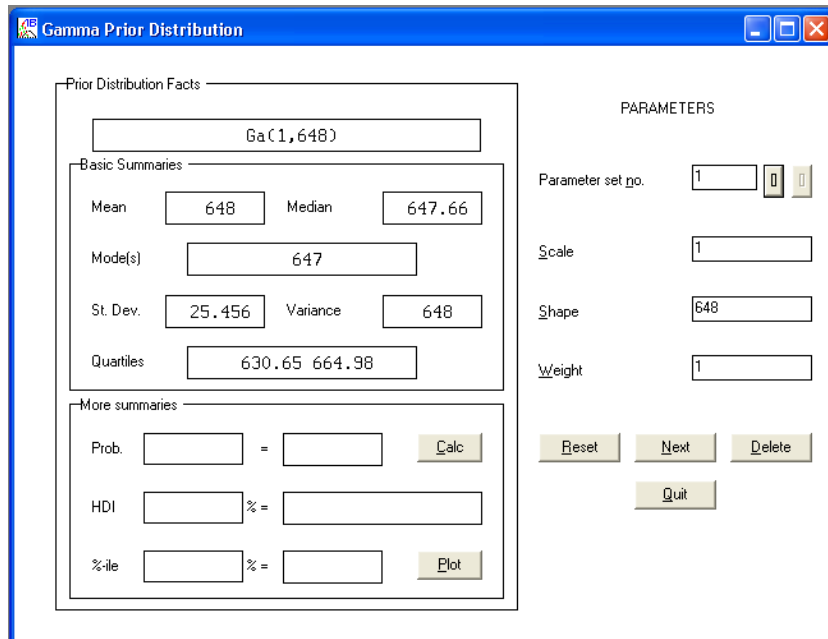 Gamma Prior Distribution
Prior Distribution Facts
Ga(1,648)
Basic Summaries
Mean 648 Median 647.66
Mode(s) 647
St. Dev. 25.456 Variance 648
Quartiles 630.65 664.98
More summaries
Prob. = Calc
HDI % =
%-ile % = Plot
PARAMETERS
Parameter set no. 1
Scale 1
Shape 648
Weight 1
Reset Next Delete
Quit